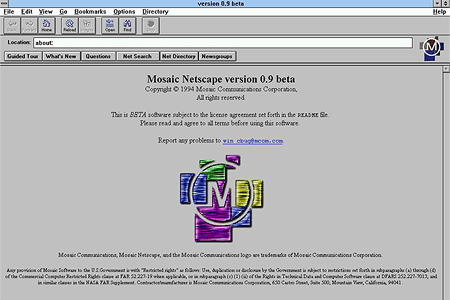 version 0.9 beta
File Edit View Go Bookmarks Options Directory Help
Back Forward Home Reload Images Open Find Stop
Location: about:
Guided Tour What's New Questions Net Search Net Directory Newsgroups
Mosaic Netscape version 0.9 beta
Copyright © 1994 Mosaic Communications Corporation,
All rights reserved.
This is BETA software subject to the license agreement set forth in the README file.
Please read and agree to all terms before using this software.
Report any problems to win_cbug@mcom.com.
M
Mosaic Communications, Mosaic Netscape, and the Mosaic Communications logo are trademarks of Mosaic Communications Corporation.
Any provision of Mosaic Software to the U.S.Government is with "Restricted rights" as follows: Use, duplication or disclosure by the Government is subject to restrictions set forth in subparagraphs (a) through (d)
of the Commercial Computer Restricted Rights clause at FAR 52.227-19 when applicable, or in subparagraph (c) (1) (ii) of the Rights in Technical Data and Computer Software clause at DFARS 252.227-7013, and
in similar clauses in the NASA FAR Supplement. Contractor/manufacturer is Mosaic Communications Corporation, 650 Castro Street, Suite 500, Mountain View, California, 94041.